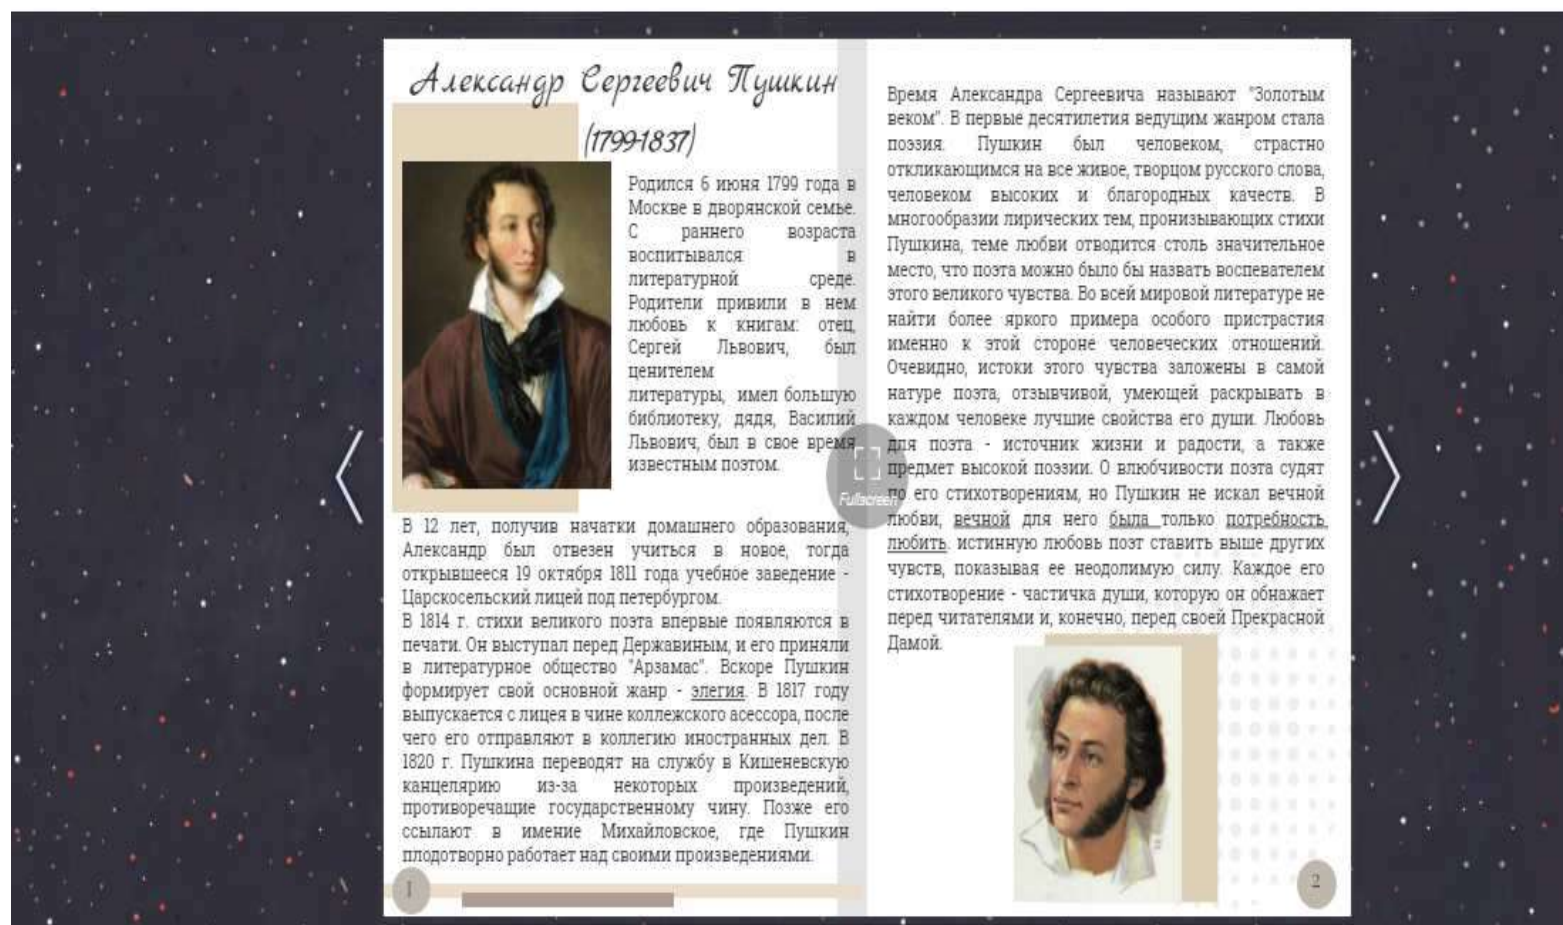 Александр Сергеевич Пушкин
(1799-1837)
Родился 6 июня 1799 года в
Москве в дворянской семье.
С раннего возраста
воспитывался в
литературной среде.
Родители привили в нем
любовь к книгам: отец,
Сергей Львович, был
ценителем
литературы, имел большую
библиотеку, дядя, Василий
Львович, был в свое время
известным поэтом.
В 12 лет, получив начатки домашнего образования,
Александр был отвезен учиться в новое, тогда
открывшееся 19 октября 1811 года учебное заведение -
Царскосельский лицей под петербургом.
В 1814 г. стихи великого поэта впервые появляются в
печати. Он выступал перед Державиным, и его приняли
в литературное общество "Арзамас". Вскоре Пушкин
формирует свой основной жанр - элегия. В 1817 году
выпускается с лицея в чине коллежского асессора, после
чего его отправляют в коллегию иностранных дел. В
1820 г. Пушкина переводят на службу в Кишеневскую
канцелярию из-за некоторых произведений,
противоречащие государственному чину. Позже его
ссылают в имение Михайловское, где Пушкин
плодотворно работает над своими произведениями.
1
Fullscreen
Время Александра Сергеевича называют "Золотым
веком". В первые десятилетия ведущим жанром стала
поэзия. Пушкин был человеком, страстно
откликающимся на все живое, творцом русского слова,
человеком высоких и благородных качеств. В
многообразии лирических тем, пронизывающих стихи
Пушкина, теме любви отводится столь значительное
место, что поэта можно было бы назвать воспевателем
этого великого чувства. Во всей мировой литературе не
найти более яркого примера особого пристрастия
именно к этой стороне человеческих отношений.
Очевидно, истоки этого чувства заложены в самой
натуре поэта, отзывчивой, умеющей раскрывать в
каждом человеке лучшие свойства его души. Любовь
для поэта - источник жизни и радости, а также
предмет высокой поэзии. О влюбчивости поэта судят
по его стихотворениям, но Пушкин не искал вечной
любви, вечной для него была только потребность
любить. истинную любовь поэт ставить выше других
чувств, показывая ее неодолимую силу. Каждое его
стихотворение - частичка души, которую он обнажает
перед читателями и, конечно, перед своей Прекрасной
Дамой.
2